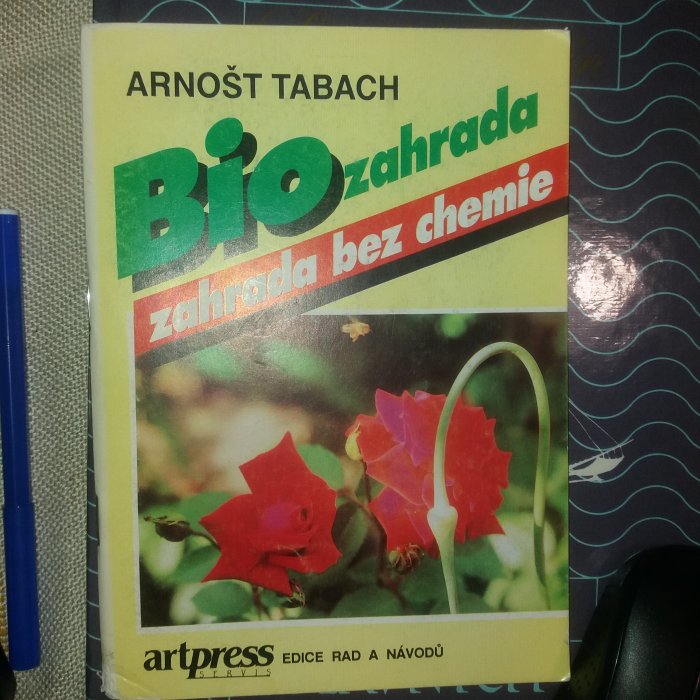 ARNOŠT TABACH
Bio zahrada
zahrada bez chemie
artpress EDICE RAD A NÁVODŮ
SERVIS